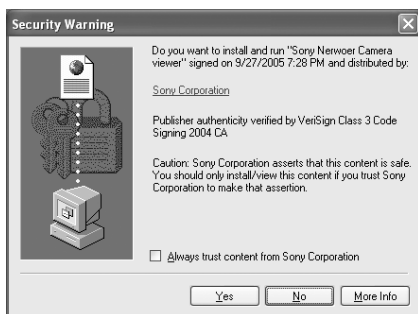 Security Warning
Do you want to install and run "Sony Nerwoer Camera
viewer" signed on 9/27/2005 7:28 PM and distributed by:
Sony Corporation
Publisher authenticity verified by VeriSign Class 3 Code
Signing 2004 CA
Caution: Sony Corporation asserts that this content is safe.
You should only install/view this content if you trust Sony
Corporation to make that assertion.
Always trust content from Sony Corporation
Yes No More Info